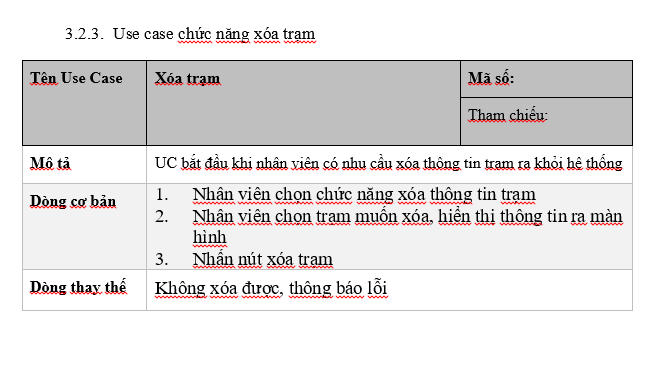 3.2.3. Use case chức năng xóa trạm
Tên Use Case
Xóa trạm
Mã số:
Tham chiếu:
Mô tả
UC bắt đầu khi nhân viên có nhu cầu xóa thông tin trạm ra khỏi hệ thống
Dòng cơ bản
1. Nhân viên chọn chức năng xóa thông tin trạm
2. Nhân viên chọn trạm muốn xóa, hiển thị thông tin ra màn
hình
3. Nhấn nút xóa trạm
Dòng thay thế
Không xóa được, thông báo lỗi